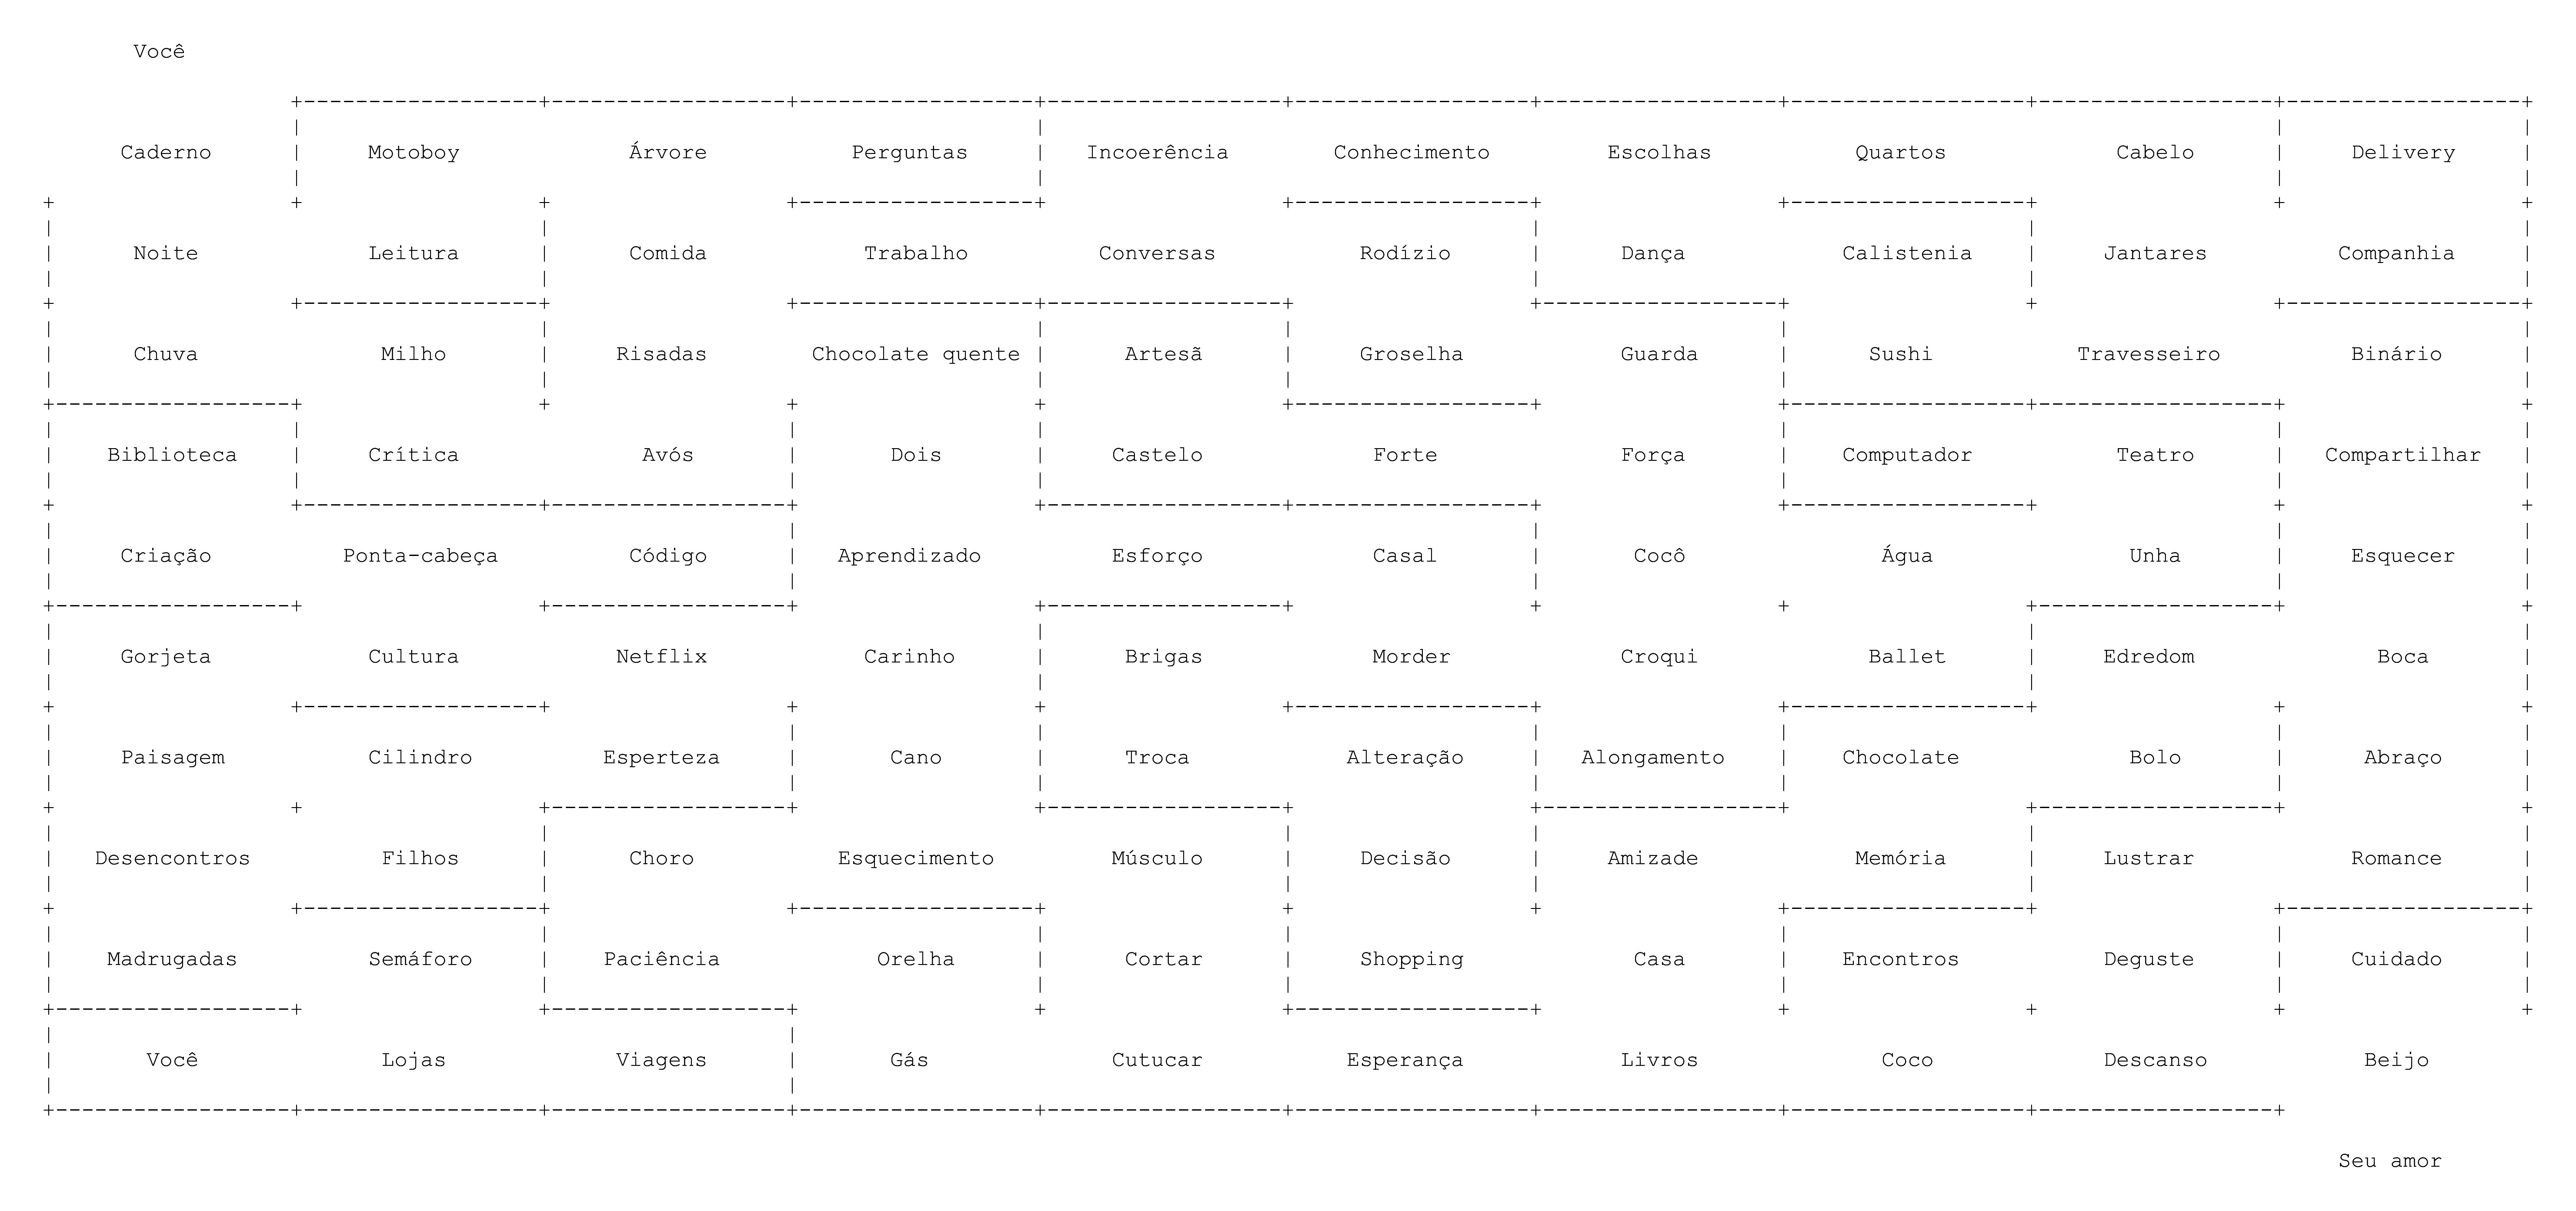 Você
Caderno Motoboy Árvore Perguntas Incoerência Conhecimento Escolhas Quartos Cabelo Delivery
Noite Leitura Comida Trabalho Conversas Rodízio Dança Calistenia Jantares Companhia
Chuva Milho Risadas Chocolate quente Artesã Groselha Guarda Sushi Travesseiro Binário
Biblioteca Crítica Avós Dois Castelo Forte Força Computador Teatro Compartilhar
Criação Ponta-cabeça Código Aprendizado Esforço Casal Cocô Água Unha Esquecer
Gorjeta Cultura Netflix Carinho Brigas Morder Croqui Ballet Edredom Boca
Paisagem Cilindro Esperteza Cano Troca Alteração Alongamento Chocolate Bolo Abraço
Desencontros Filhos Choro Esquecimento Músculo Decisão Amizade Memória Lustrar Romance
Madrugadas Semáforo Paciência Orelha Cortar Shopping Casa Encontros Deguste Cuidado
Você Lojas Viagens Gás Cutucar Esperança Livros Coco Descanso Beijo
Seu amor